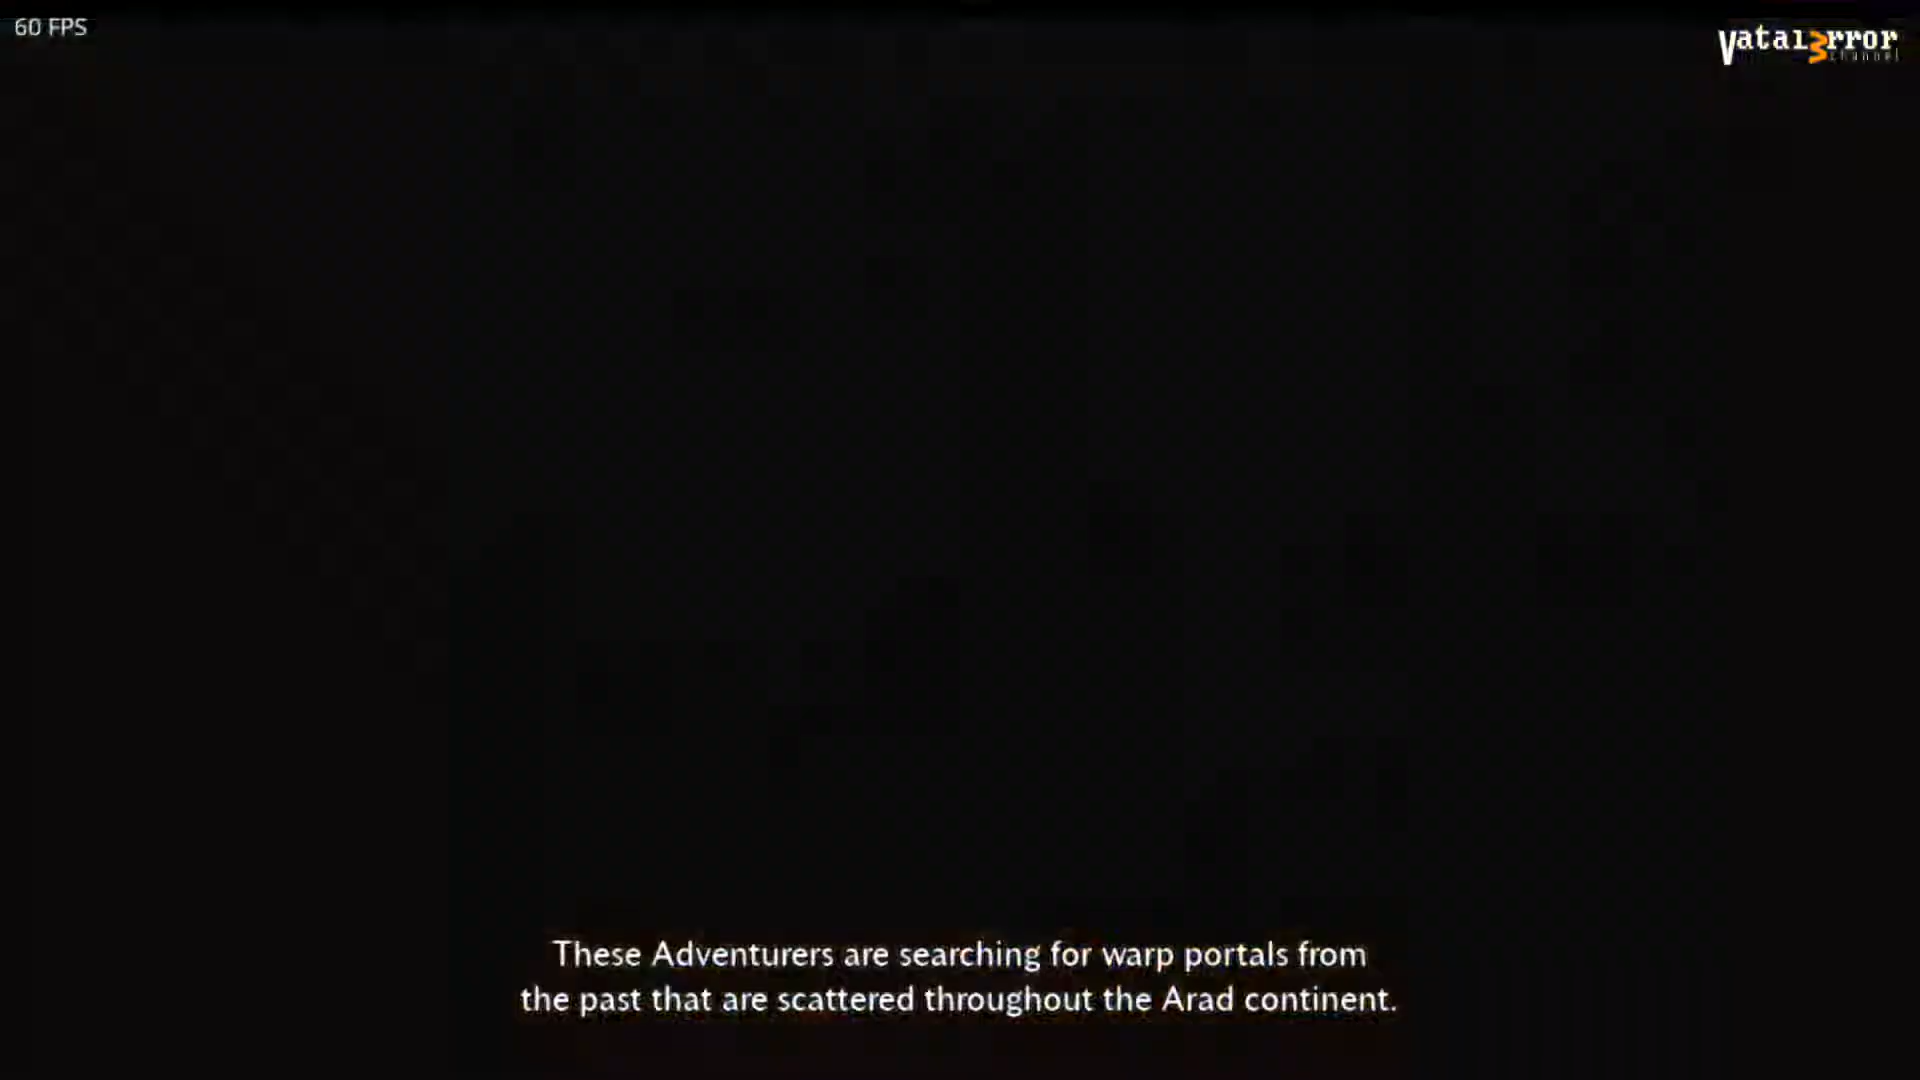 60 FPS
Vatal3rror
channel
These Adventurers are searching for warp portals from
the past that are scattered throughout the Arad continent.